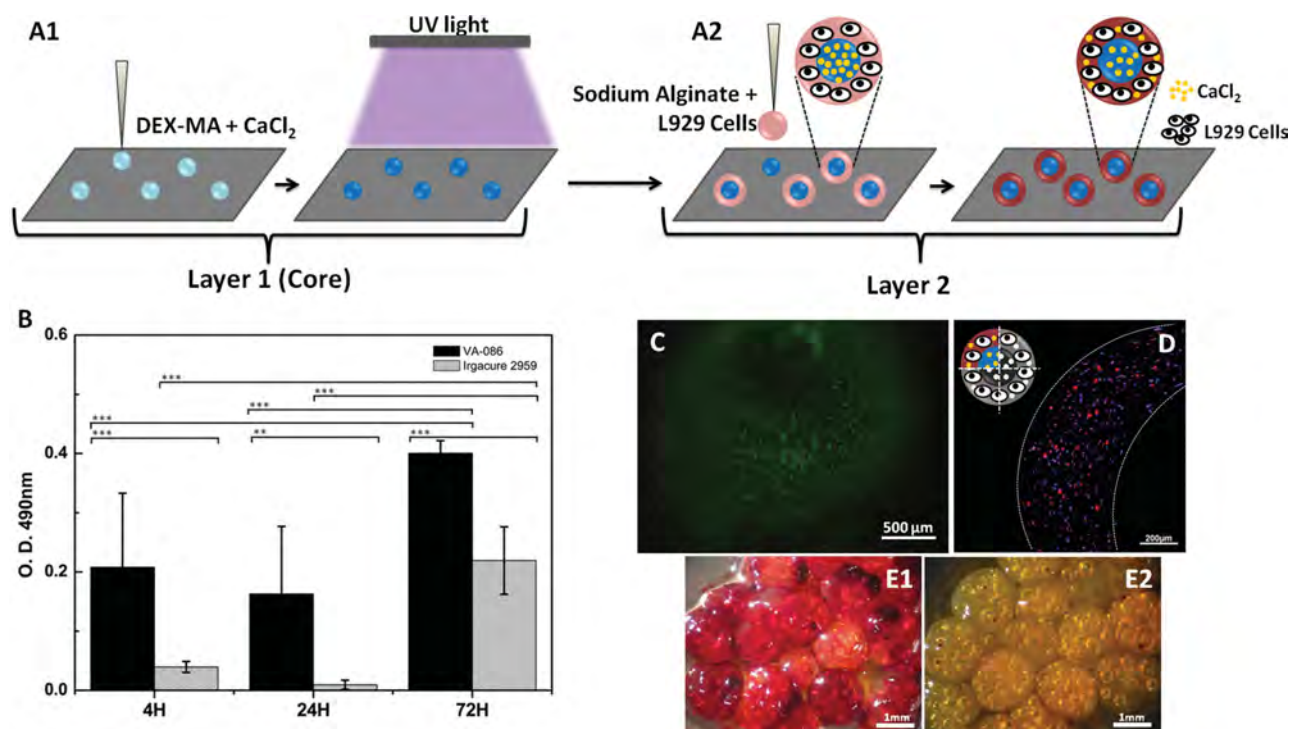 A1
UV light
DEX-MA + CaCl₂
Layer 1 (Core)
A2
Sodium Alginate +
L929 Cells
CaCl₂
L929 Cells
Layer 2
B
VA-086
Irgacure 2959
***
***
***
***
***
**
***
0.6
0.4
0.2
0.0
O. D. 490nm
4H
24H
72H
C
500 µm
D
200µm
E1
1mm
E2
1mm